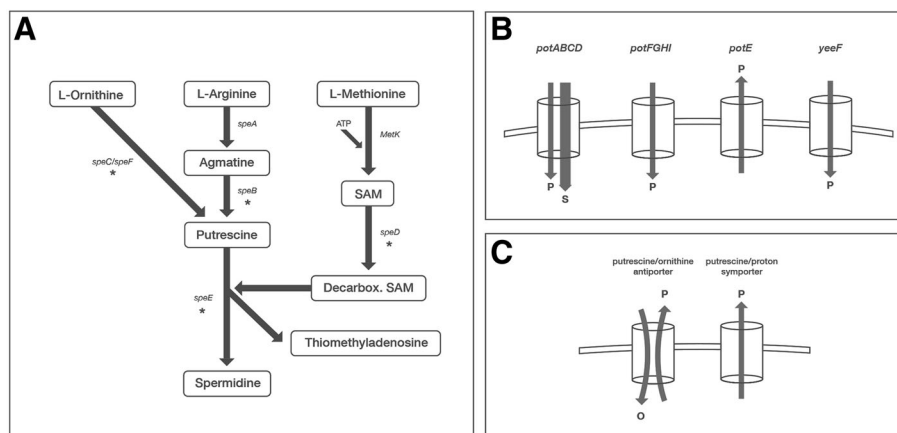 A
L-Ornithine
L-Arginine
L-Methionine
speA
ATP
MetK
speC/speF
*
Agmatine
speB
*
SAM
Putrescine
speD
*
speE
*
Decarbox. SAM
Thiomethyladenosine
Spermidine
B
potABCD
potFGHI
potE
yeeF
P
P
S
P
P
C
putrescine/ornithine
antiporter
putrescine/proton
symporter
P
P
O